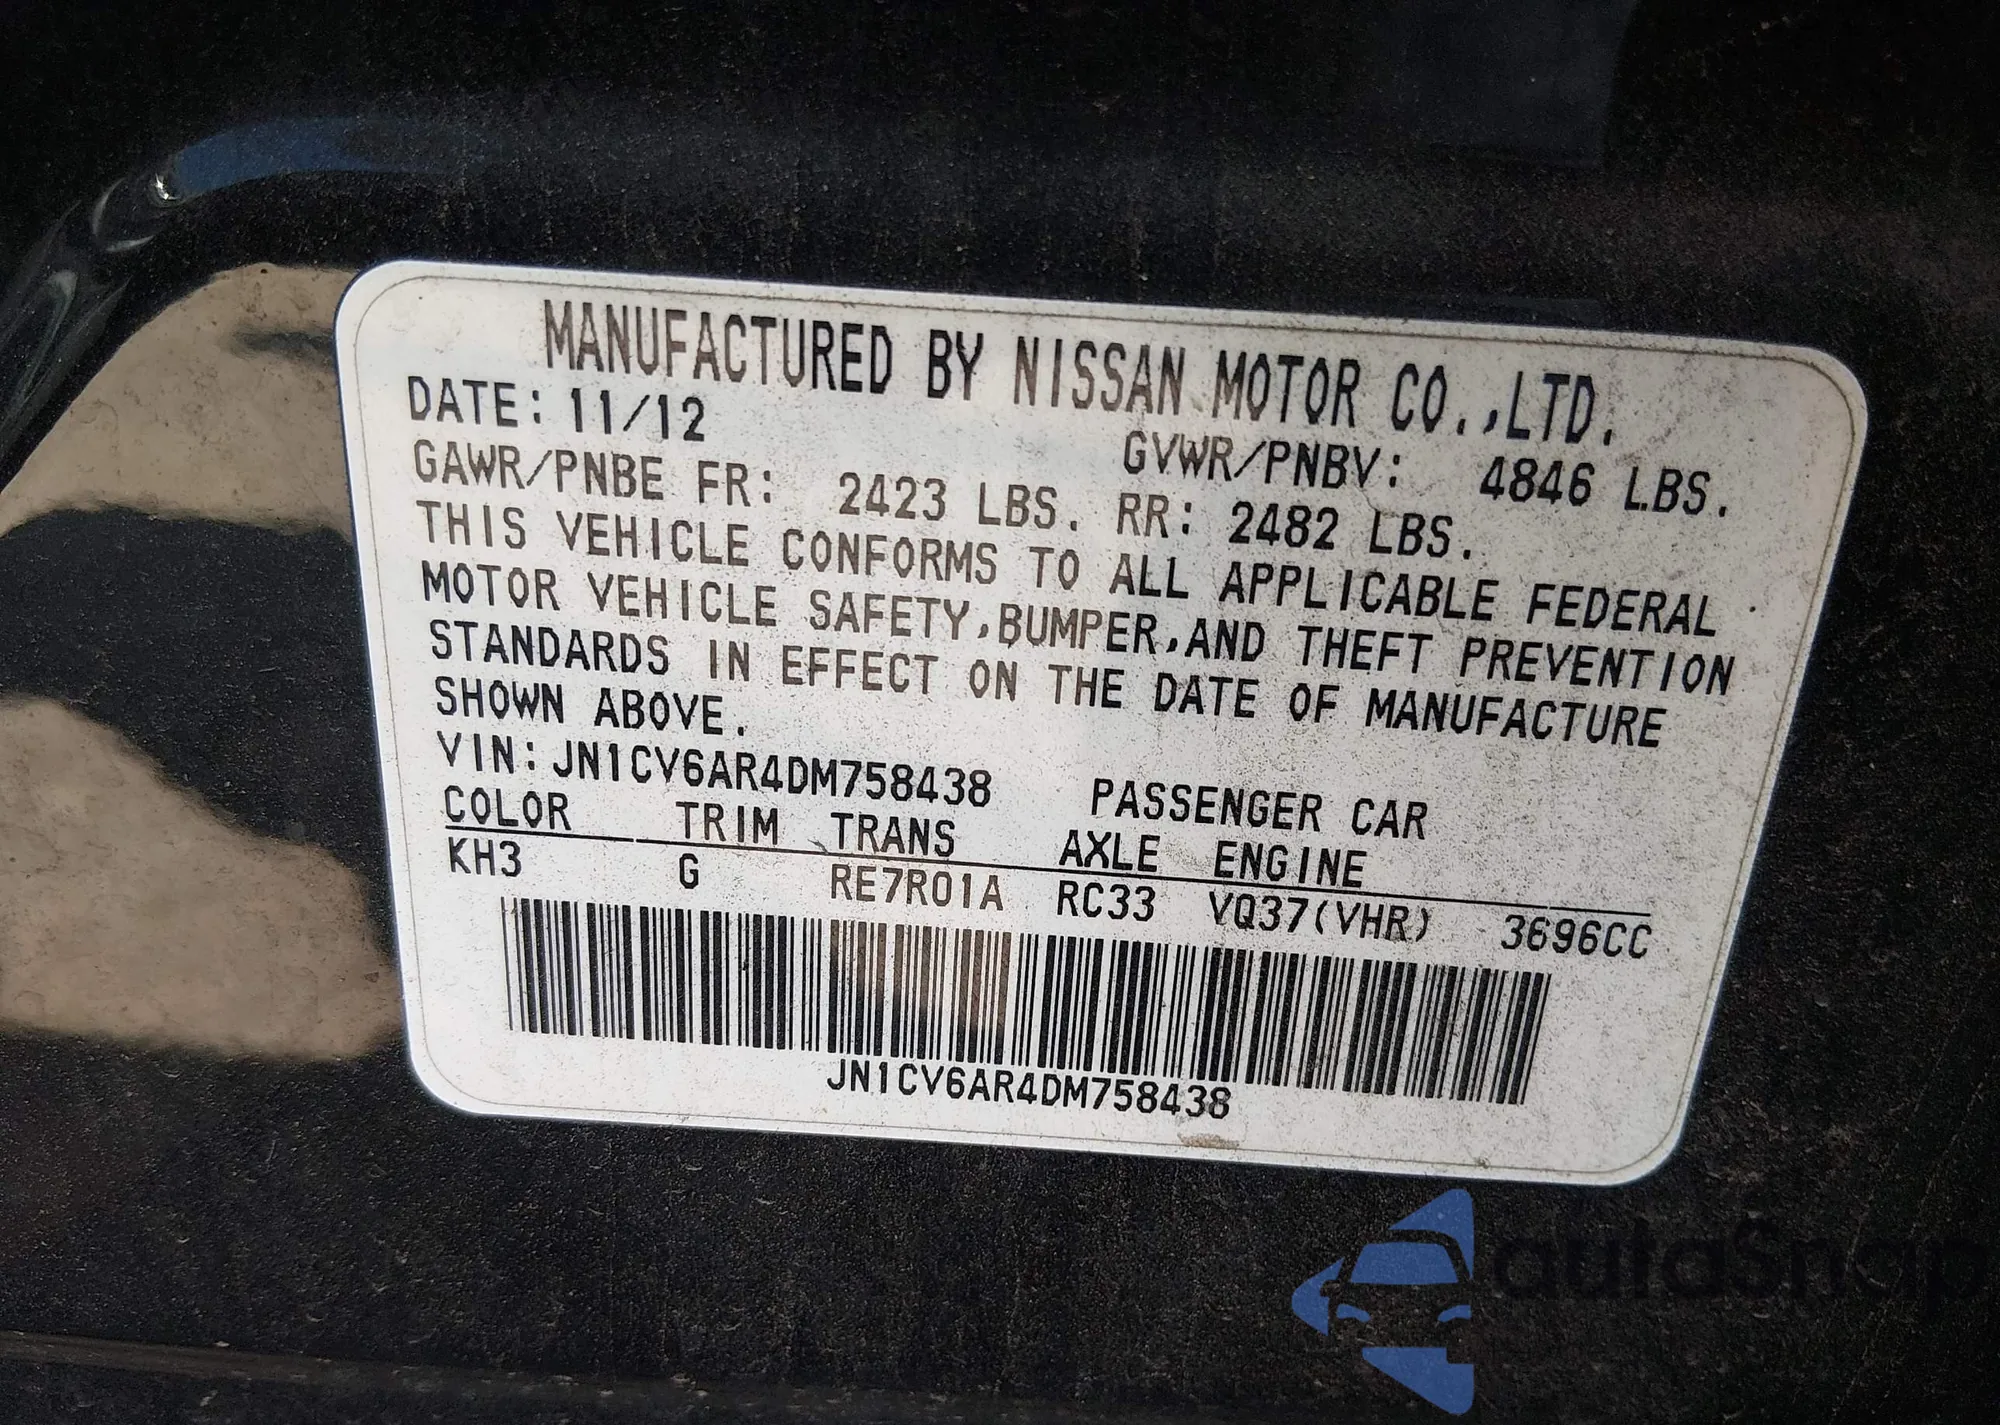 MANUFACTURED BY NISSAN MOTOR CO.,LTD.
DATE: 11/12 GVWR/PNBV: 4846 LBS.
GAWR/PNBE FR: 2423 LBS. RR: 2482 LBS.
THIS VEHICLE CONFORMS TO ALL APPLICABLE FEDERAL
MOTOR VEHICLE SAFETY,BUMPER,AND THEFT PREVENTION
STANDARDS IN EFFECT ON THE DATE OF MANUFACTURE
SHOWN ABOVE.
VIN:JN1CV6AR4DM758438 PASSENGER CAR
COLOR TRIM TRANS AXLE ENGINE
KH3 G RE7R01A RC33 VQ37(VHR) 3696CC
JN1CV6AR4DM758438
autaSnap